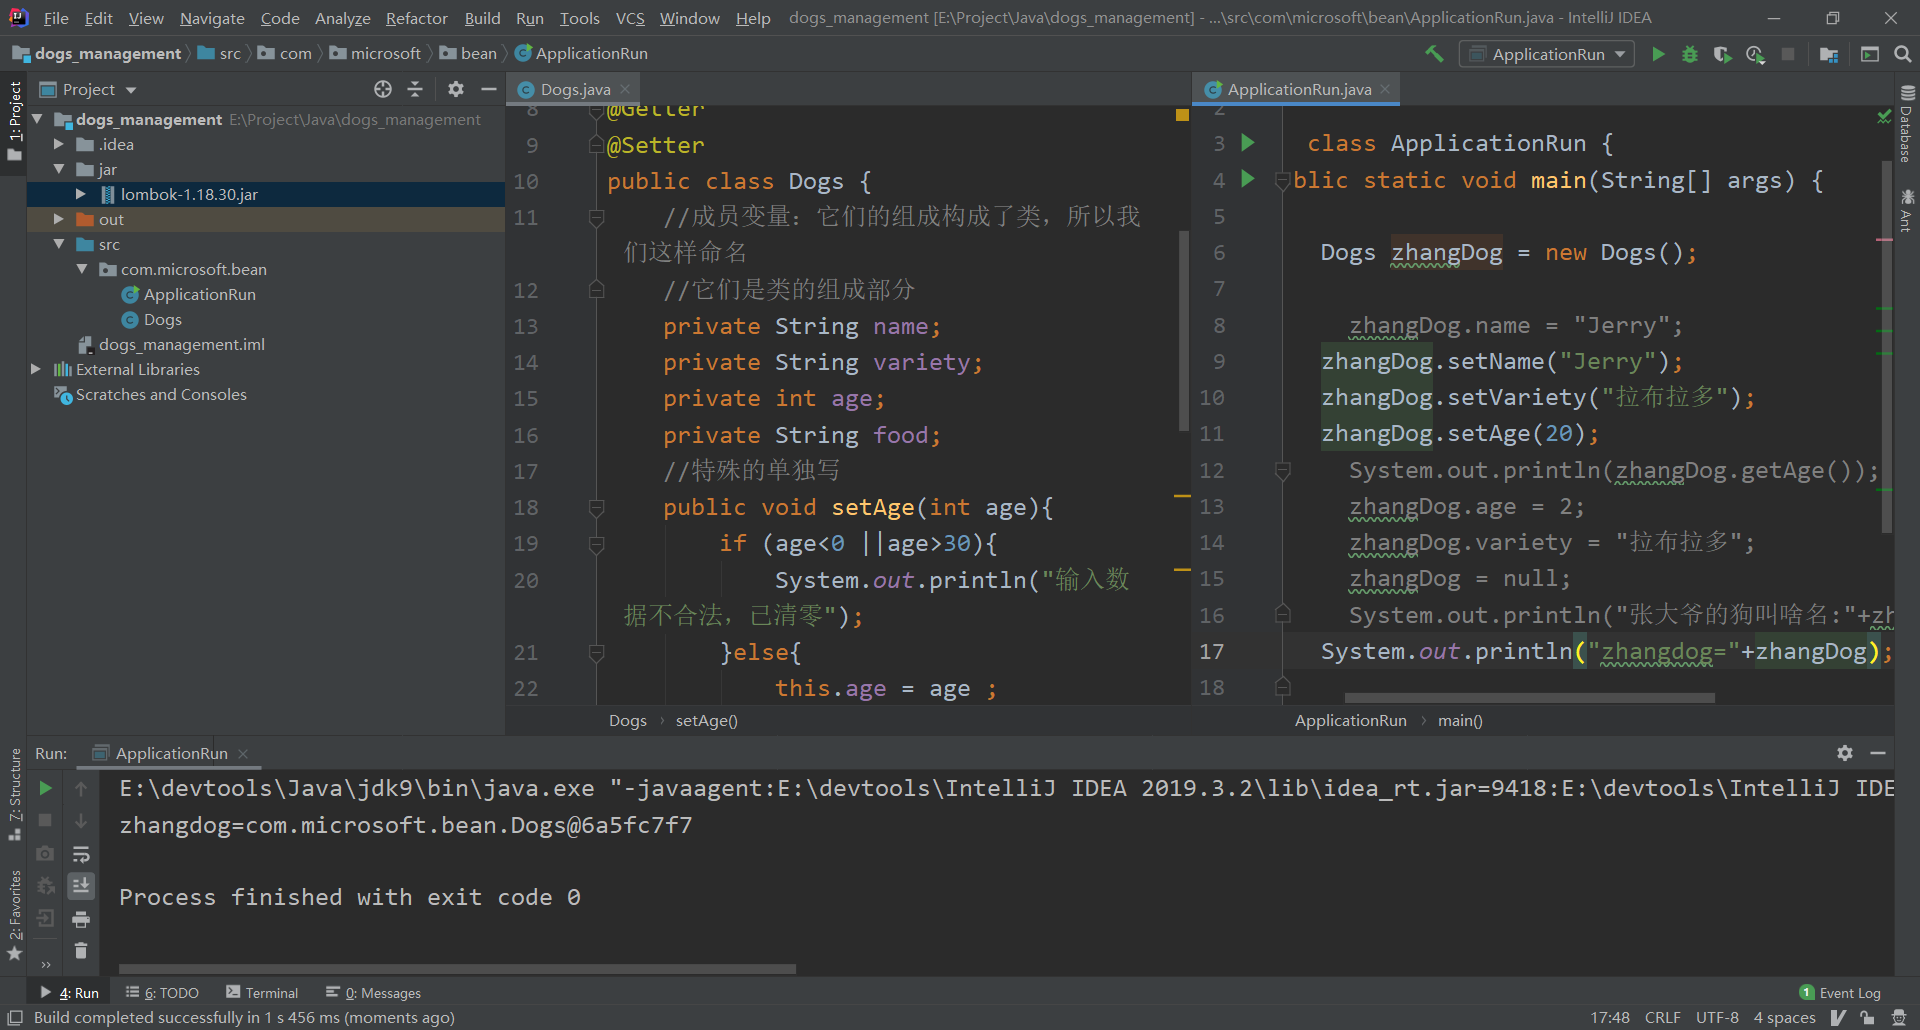 File Edit View Navigate Code Analyze Refactor Build Run Tools VCS Window Help dogs_management [E:\Project\Java\dogs_management] - ...\src\com\microsoft\bean\ApplicationRun.java - IntelliJ IDEA
dogs_management src com microsoft bean ApplicationRun ApplicationRun
1: Project
Project
dogs_management E:\Project\Java\dogs_management
.idea
jar
lombok-1.18.30.jar
out
src
com.microsoft.bean
ApplicationRun
Dogs
dogs_management.iml
External Libraries
Scratches and Consoles
Dogs.java
8 @Getter
9 @Setter
10 public class Dogs {
11 //成员变量：它们的组成构成了类，所以我
们这样命名
12 //它们是类的组成部分
13 private String name;
14 private String variety;
15 private int age;
16 private String food;
17 //特殊的单独写
18 public void setAge(int age){
19 if (age<0 ||age>30){
20 System.out.println("输入数
据不合法，已清零");
21 }else{
22 this.age = age ;
Dogs › setAge()
ApplicationRun.java
2
3 class ApplicationRun {
4 blic static void main(String[] args) {
5
6 Dogs zhangDog = new Dogs();
7
8 zhangDog.name = "Jerry";
9 zhangDog.setName("Jerry");
10 zhangDog.setVariety("拉布拉多");
11 zhangDog.setAge(20);
12 System.out.println(zhangDog.getAge());
13 zhangDog.age = 2;
14 zhangDog.variety = "拉布拉多";
15 zhangDog = null;
16 System.out.println("张大爷的狗叫啥名:"+zh
17 System.out.println("zhangdog="+zhangDog);
18
ApplicationRun › main()
Database
Ant
Run: ApplicationRun
E:\devtools\Java\jdk9\bin\java.exe "-javaagent:E:\devtools\IntelliJ IDEA 2019.3.2\lib\idea_rt.jar=9418:E:\devtools\IntelliJ IDE
zhangdog=com.microsoft.bean.Dogs@6a5fc7f7
Process finished with exit code 0
7: Structure
2: Favorites
4: Run 6: TODO Terminal 0: Messages 1 Event Log
Build completed successfully in 1 s 456 ms (moments ago) 17:48 CRLF UTF-8 4 spaces